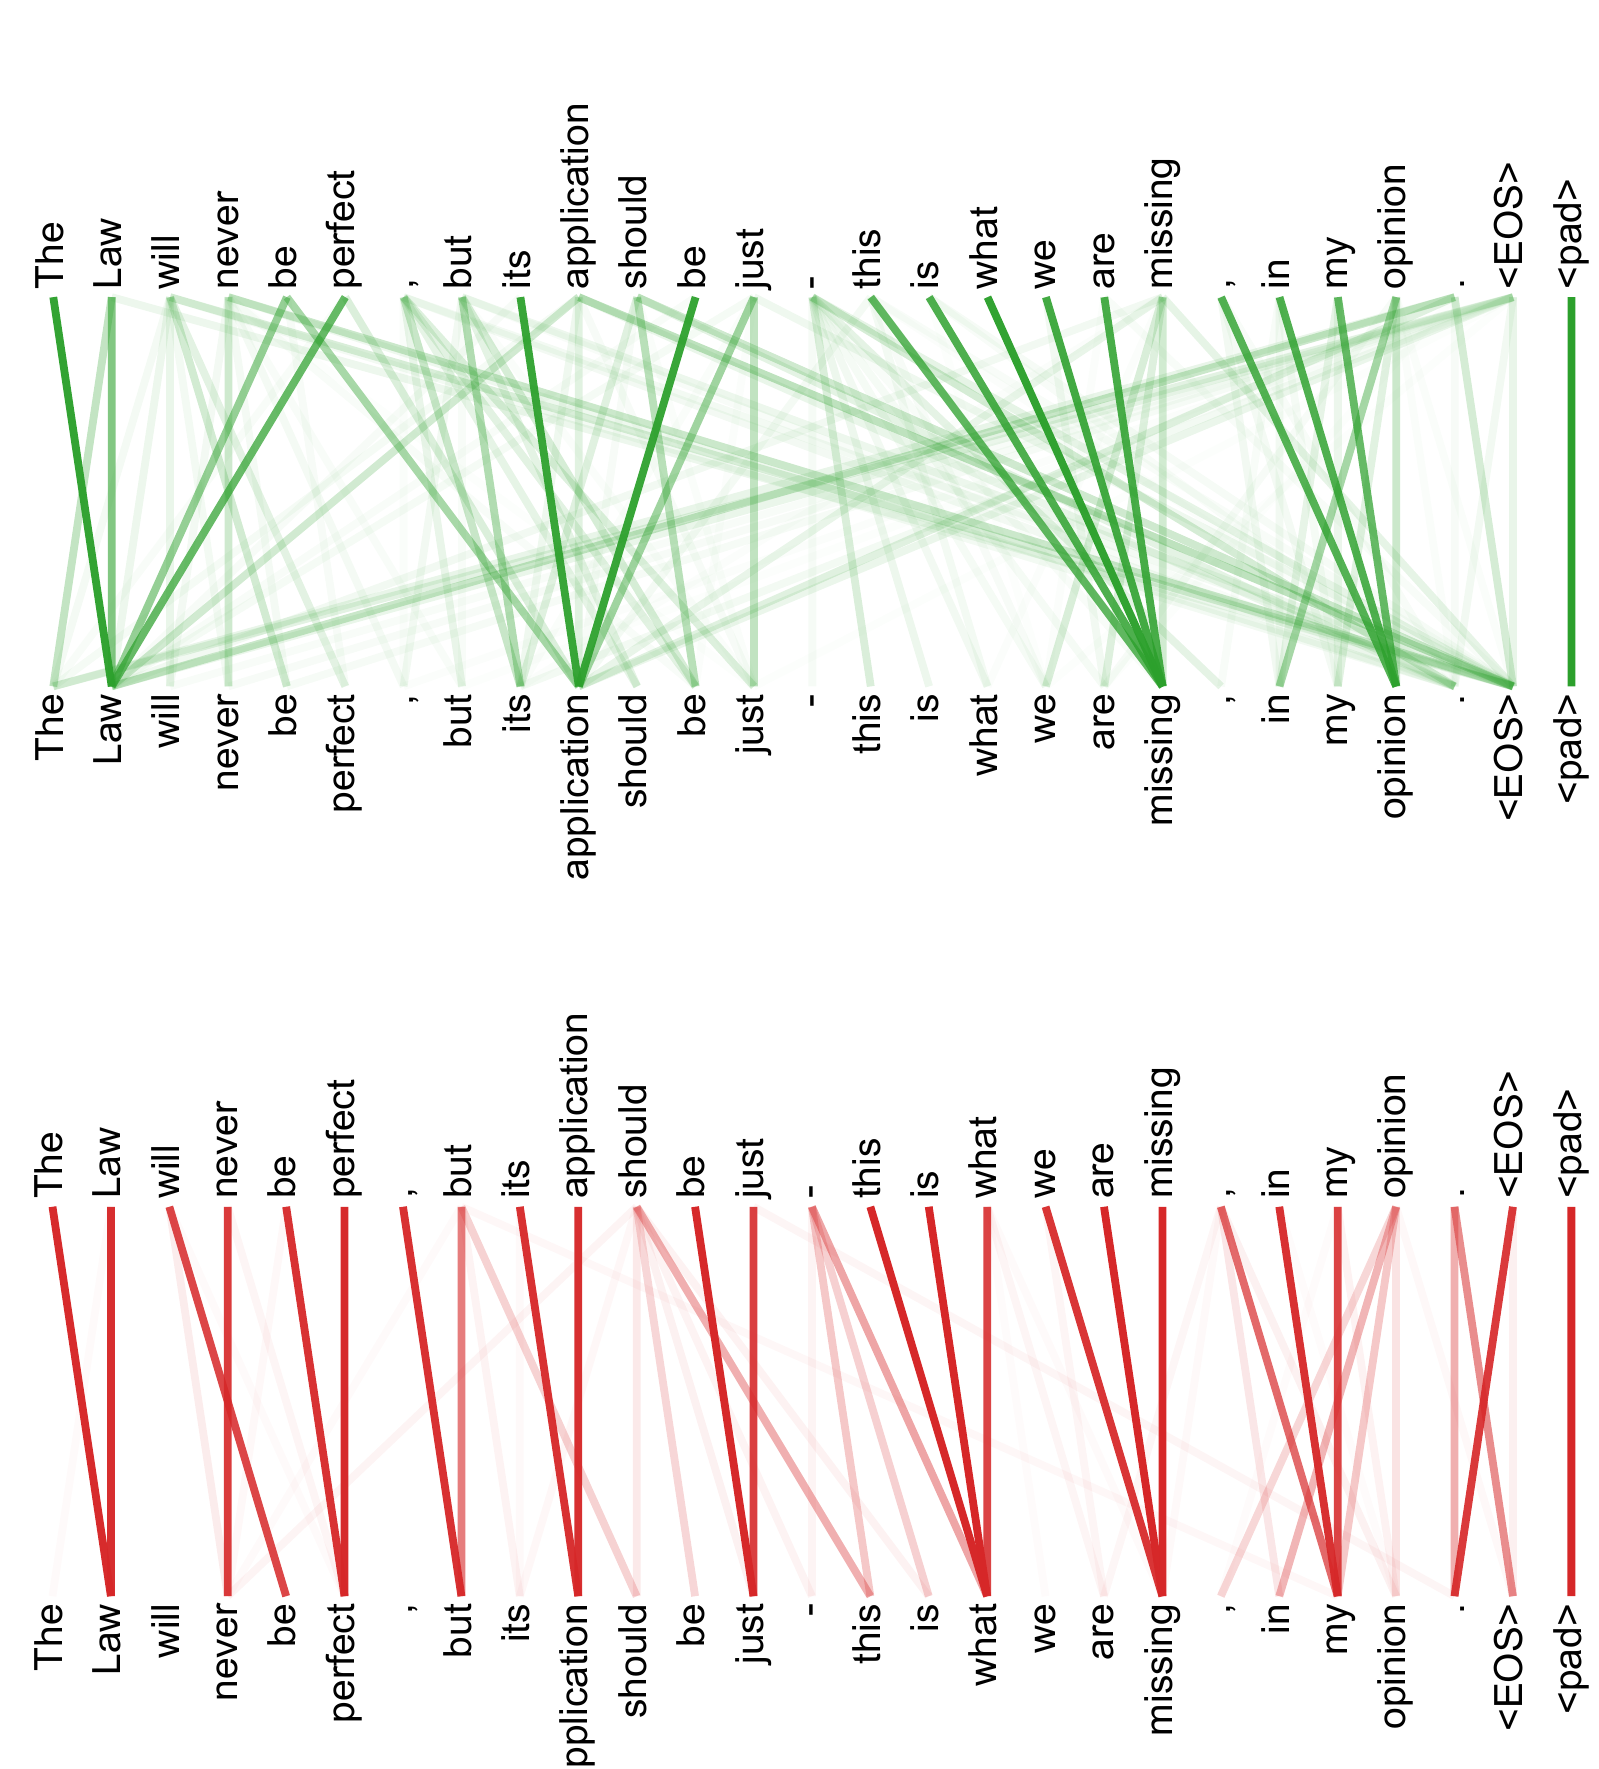 The Law will never be perfect , but its application should be just - this is what we are missing , in my opinion . <EOS> <pad>
The Law will never be perfect , but its application should be just - this is what we are missing , in my opinion . <EOS> <pad>
The Law will never be perfect , but its application should be just - this is what we are missing , in my opinion . <EOS> <pad>
The Law will never be perfect , but its pplication should be just - this is what we are missing , in my opinion . <EOS> <pad>